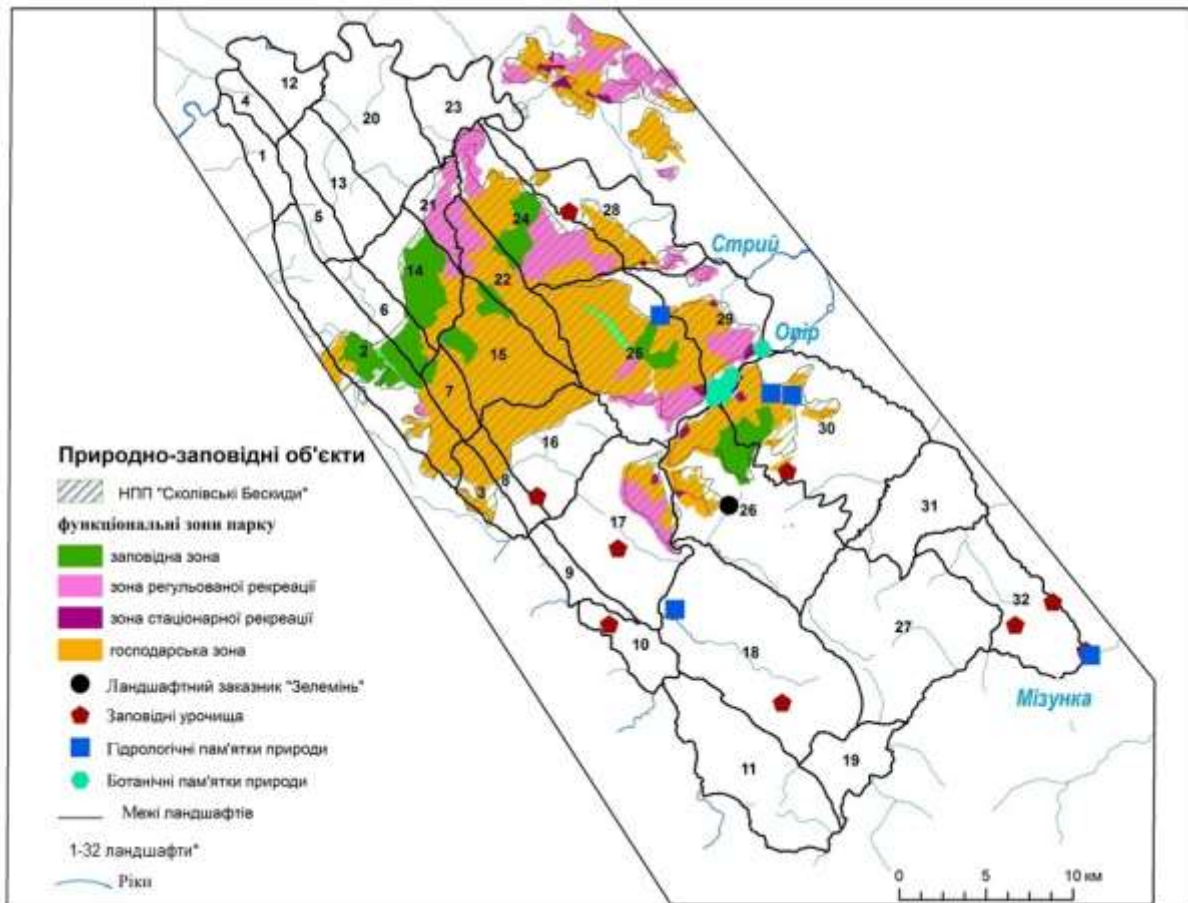 12
4
20
23
1
13
5
21
24
28
Стрий
14
22
6
29
Опір
2
15
25
7
30
Природно-заповідні об'єкти
НПП "Сколівські Бескиди"
функціональні зони парку
заповідна зона
зона регульованої рекреації
зона стаціонарної рекреації
господарська зона
Ландшафтний заказник "Зелемінь"
Заповідні урочища
Гідрологічні пам'ятки природи
Ботанічні пам'ятки природи
Межі ландшафтів
1-32 ландшафти*
Ріки
16
3
8
17
26
31
9
32
10
18
27
Мізунка
11
19
0 5 10 км